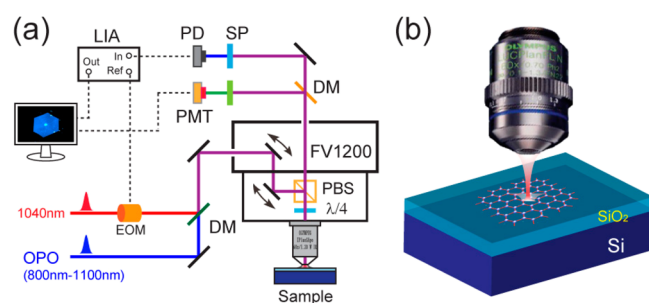 (a)
LIA
In
Out
Ref
PD
SP
DM
PMT
FV1200
PBS
λ/4
1040nm
EOM
DM
OPO
(800nm-1100nm)
Sample
(b)
OLYMPUS
SiO₂
Si